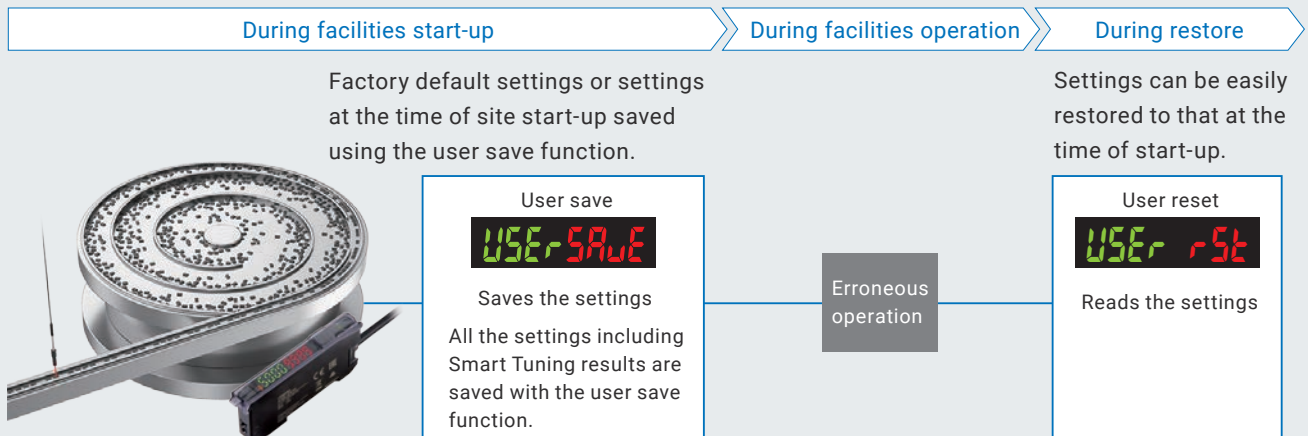 During facilities start-up
During facilities operation
During restore
Factory default settings or settings
at the time of site start-up saved
using the user save function.
Settings can be easily
restored to that at the
time of start-up.
User save
USEr SAvE
Saves the settings
All the settings including
Smart Tuning results are
saved with the user save
function.
Erroneous
operation
User reset
USEr rSt
Reads the settings